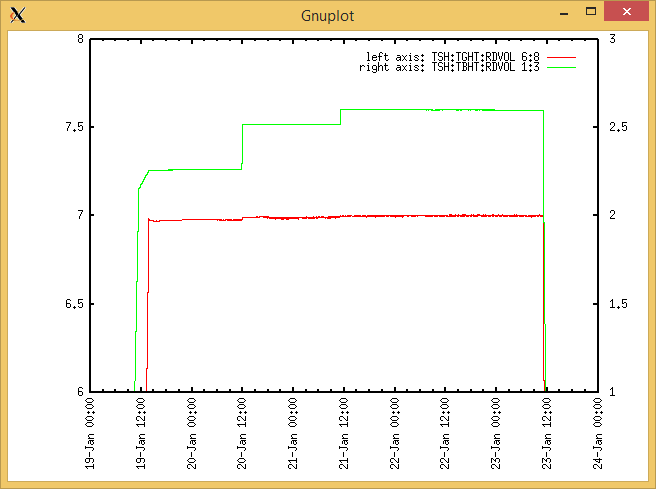 Gnuplot
left axis: TSH:TGHT:RDVOL 6:8
right axis: TSH:TBHT:RDVOL 1:3
8
7.5
7
6.5
6
3
2.5
2
1.5
1
19-Jan 00:00
19-Jan 12:00
20-Jan 00:00
20-Jan 12:00
21-Jan 00:00
21-Jan 12:00
22-Jan 00:00
22-Jan 12:00
23-Jan 00:00
23-Jan 12:00
24-Jan 00:00